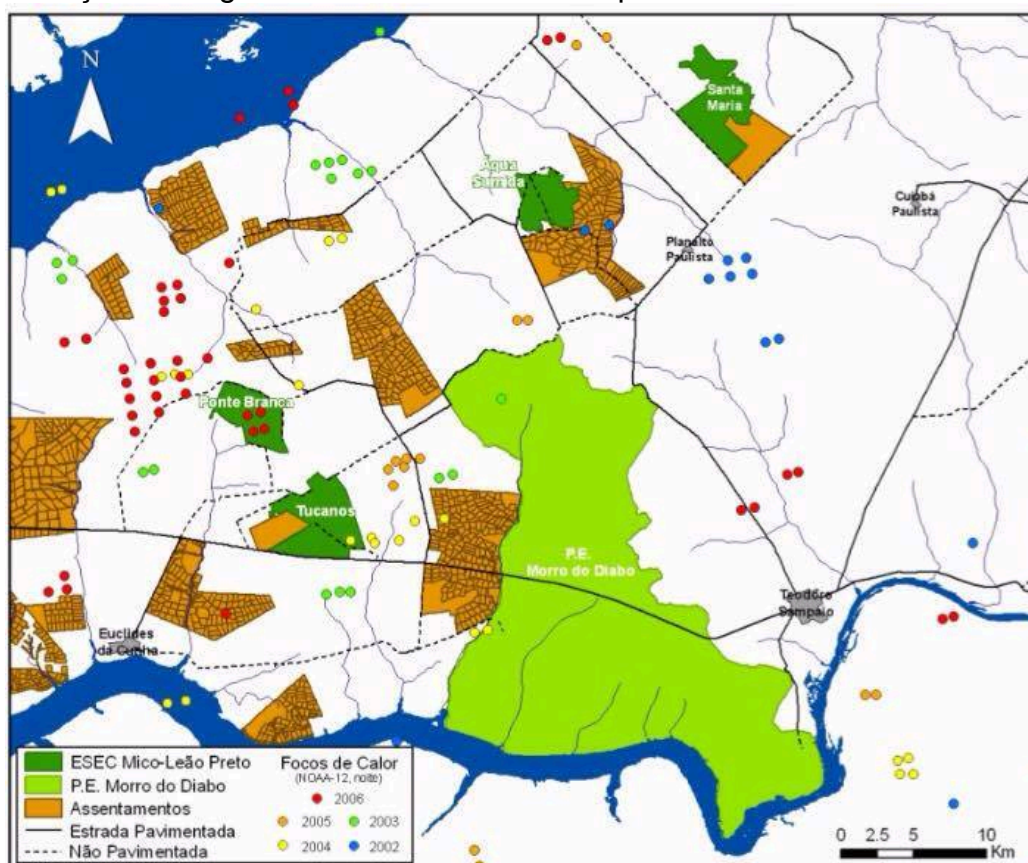 N
Santa
Maria
Água
Sumida
Cuiabá
Paulista
Planalto
Paulista
Ponte Branca
Tucanos
P.E.
Morro do Diabo
Teodoro
Sampaio
Euclides
da Cunha
ESEC Mico-Leão Preto
P.E. Morro do Diabo
Assentamentos
Estrada Pavimentada
Não Pavimentada
Focos de Calor
(NOAA-12, noite)
2006
2005
2003
2004
2002
0 2.5 5 10
Km